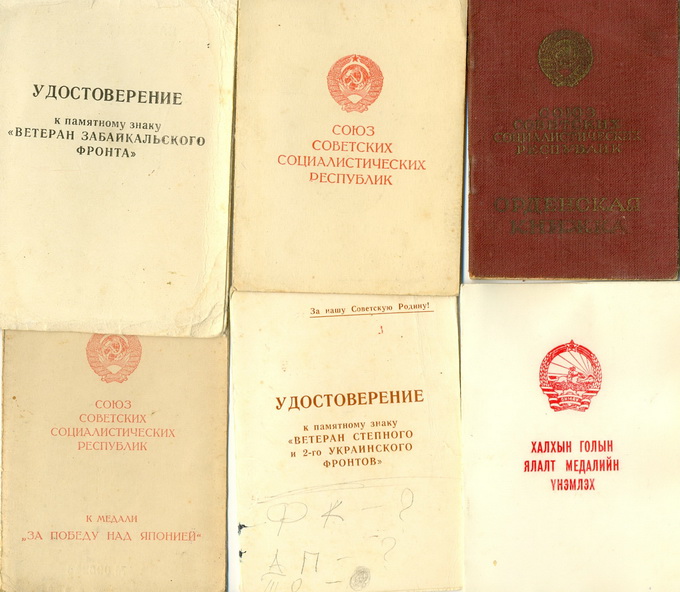 УДОСТОВЕРЕНИЕ
к памятному знаку
«ВЕТЕРАН ЗАБАЙКАЛЬСКОГО
ФРОНТА»
СОЮЗ
СОВЕТСКИХ
СОЦИАЛИСТИЧЕСКИХ
РЕСПУБЛИК
СОЮЗ
СОВЕТСКИХ
СОЦИАЛИСТИЧЕСКИХ
РЕСПУБЛИК
ОРДЕНСКАЯ
КНИЖКА
СОЮЗ
СОВЕТСКИХ
СОЦИАЛИСТИЧЕСКИХ
РЕСПУБЛИК
К МЕДАЛИ
„ЗА ПОБЕДУ НАД ЯПОНИЕЙ“
За нашу Советскую Родину!
УДОСТОВЕРЕНИЕ
к памятному знаку
«ВЕТЕРАН СТЕПНОГО
и 2-го УКРАИНСКОГО
ФРОНТОВ»
ФК-?
АП-?
ХАЛХЫН ГОЛЫН
ЯЛАЛТ МЕДАЛИЙН
ҮНЭМЛЭХ